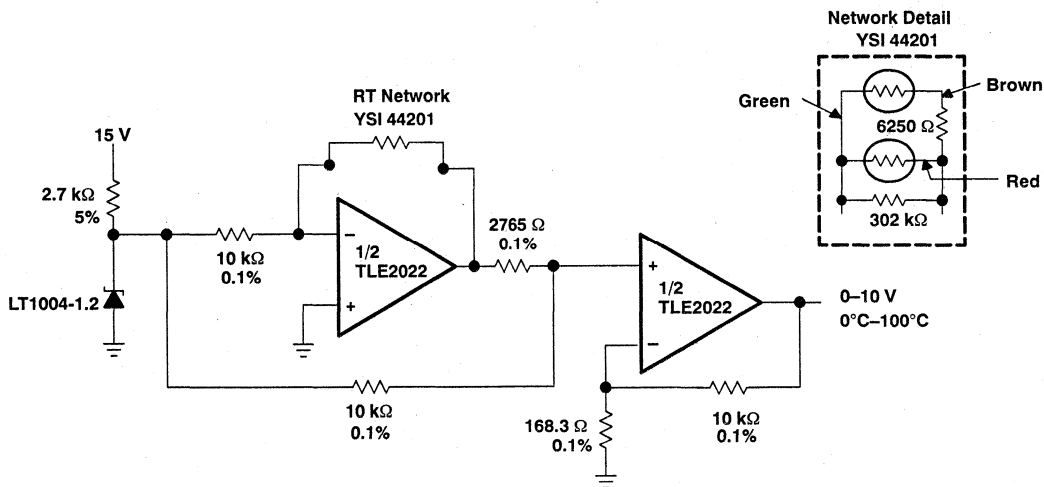 Network Detail
YSI 44201
Green
Brown
6250 Ω
Red
302 kΩ
RT Network
YSI 44201
15 V
2.7 kΩ
5%
10 kΩ
0.1%
LT1004-1.2
−
1/2
TLE2022
+
2765 Ω
0.1%
+
1/2
TLE2022
−
0–10 V
0°C–100°C
10 kΩ
0.1%
168.3 Ω
0.1%
10 kΩ
0.1%